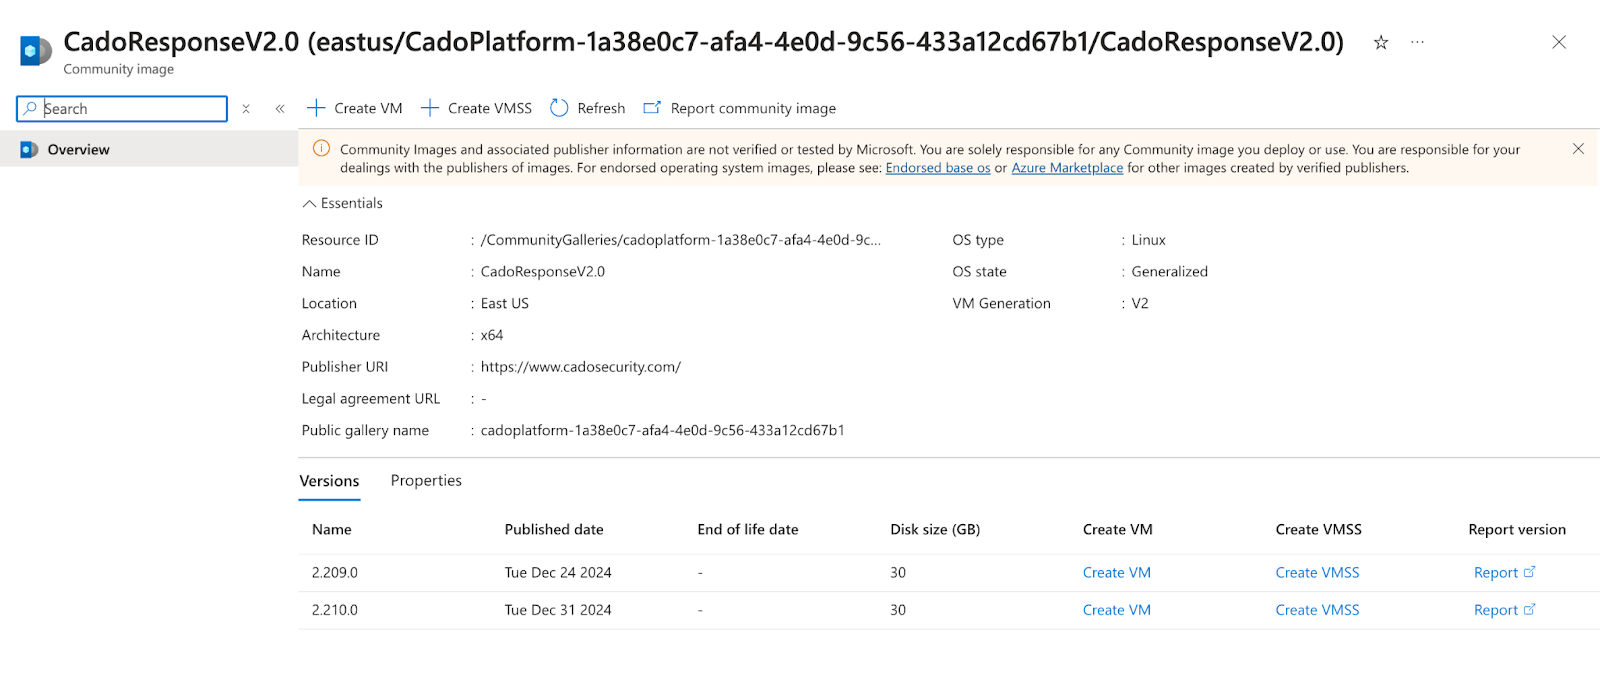 CadoResponseV2.0 (eastus/CadoPlatform-1a38e0c7-afa4-4e0d-9c56-433a12cd67b1/CadoResponseV2.0)
Community image
Search
Create VM
Create VMSS
Refresh
Report community image
Overview
Community Images and associated publisher information are not verified or tested by Microsoft. You are solely responsible for any Community image you deploy or use. You are responsible for your
dealings with the publishers of images. For endorsed operating system images, please see: Endorsed base os or Azure Marketplace for other images created by verified publishers.
Essentials
Resource ID : /CommunityGalleries/cadoplatform-1a38e0c7-afa4-4e0d-9c... OS type : Linux
Name : CadoResponseV2.0 OS state : Generalized
Location : East US VM Generation : V2
Architecture : x64
Publisher URI : https://www.cadosecurity.com/
Legal agreement URL : -
Public gallery name : cadoplatform-1a38e0c7-afa4-4e0d-9c56-433a12cd67b1
Versions Properties
Name Published date End of life date Disk size (GB) Create VM Create VMSS Report version
2.209.0 Tue Dec 24 2024 - 30 Create VM Create VMSS Report
2.210.0 Tue Dec 31 2024 - 30 Create VM Create VMSS Report